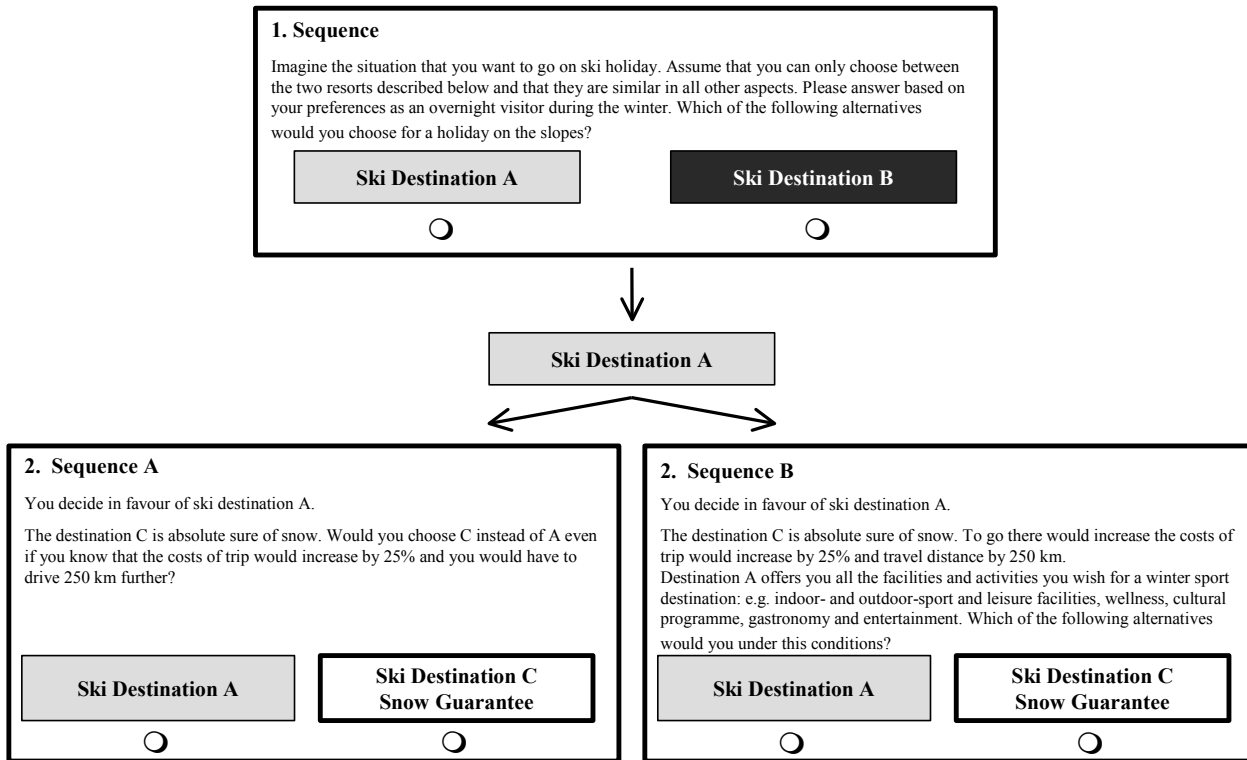 1. Sequence
Imagine the situation that you want to go on ski holiday. Assume that you can only choose between
the two resorts described below and that they are similar in all other aspects. Please answer based on
your preferences as an overnight visitor during the winter. Which of the following alternatives
would you choose for a holiday on the slopes?
Ski Destination A
Ski Destination B
Ski Destination A
2. Sequence A
You decide in favour of ski destination A.
The destination C is absolute sure of snow. Would you choose C instead of A even
if you know that the costs of trip would increase by 25% and you would have to
drive 250 km further?
Ski Destination A
Ski Destination C
Snow Guarantee
2. Sequence B
You decide in favour of ski destination A.
The destination C is absolute sure of snow. To go there would increase the costs of
trip would increase by 25% and travel distance by 250 km.
Destination A offers you all the facilities and activities you wish for a winter sport
destination: e.g. indoor- and outdoor-sport and leisure facilities, wellness, cultural
programme, gastronomy and entertainment. Which of the following alternatives
would you under this conditions?
Ski Destination A
Ski Destination C
Snow Guarantee